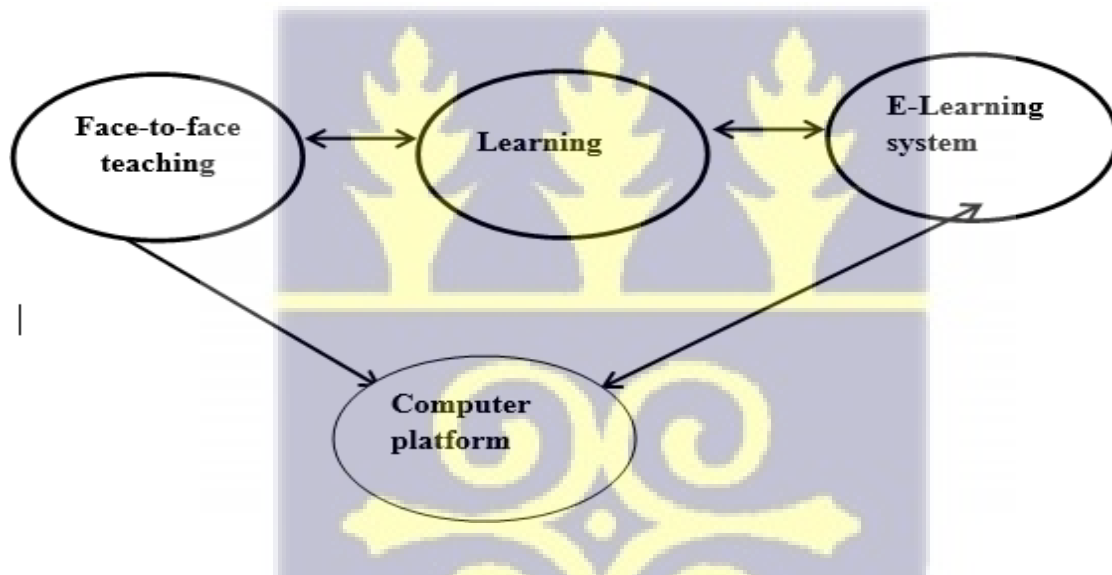 Face-to-face
teaching
Learning
E-Learning
system
Computer
platform